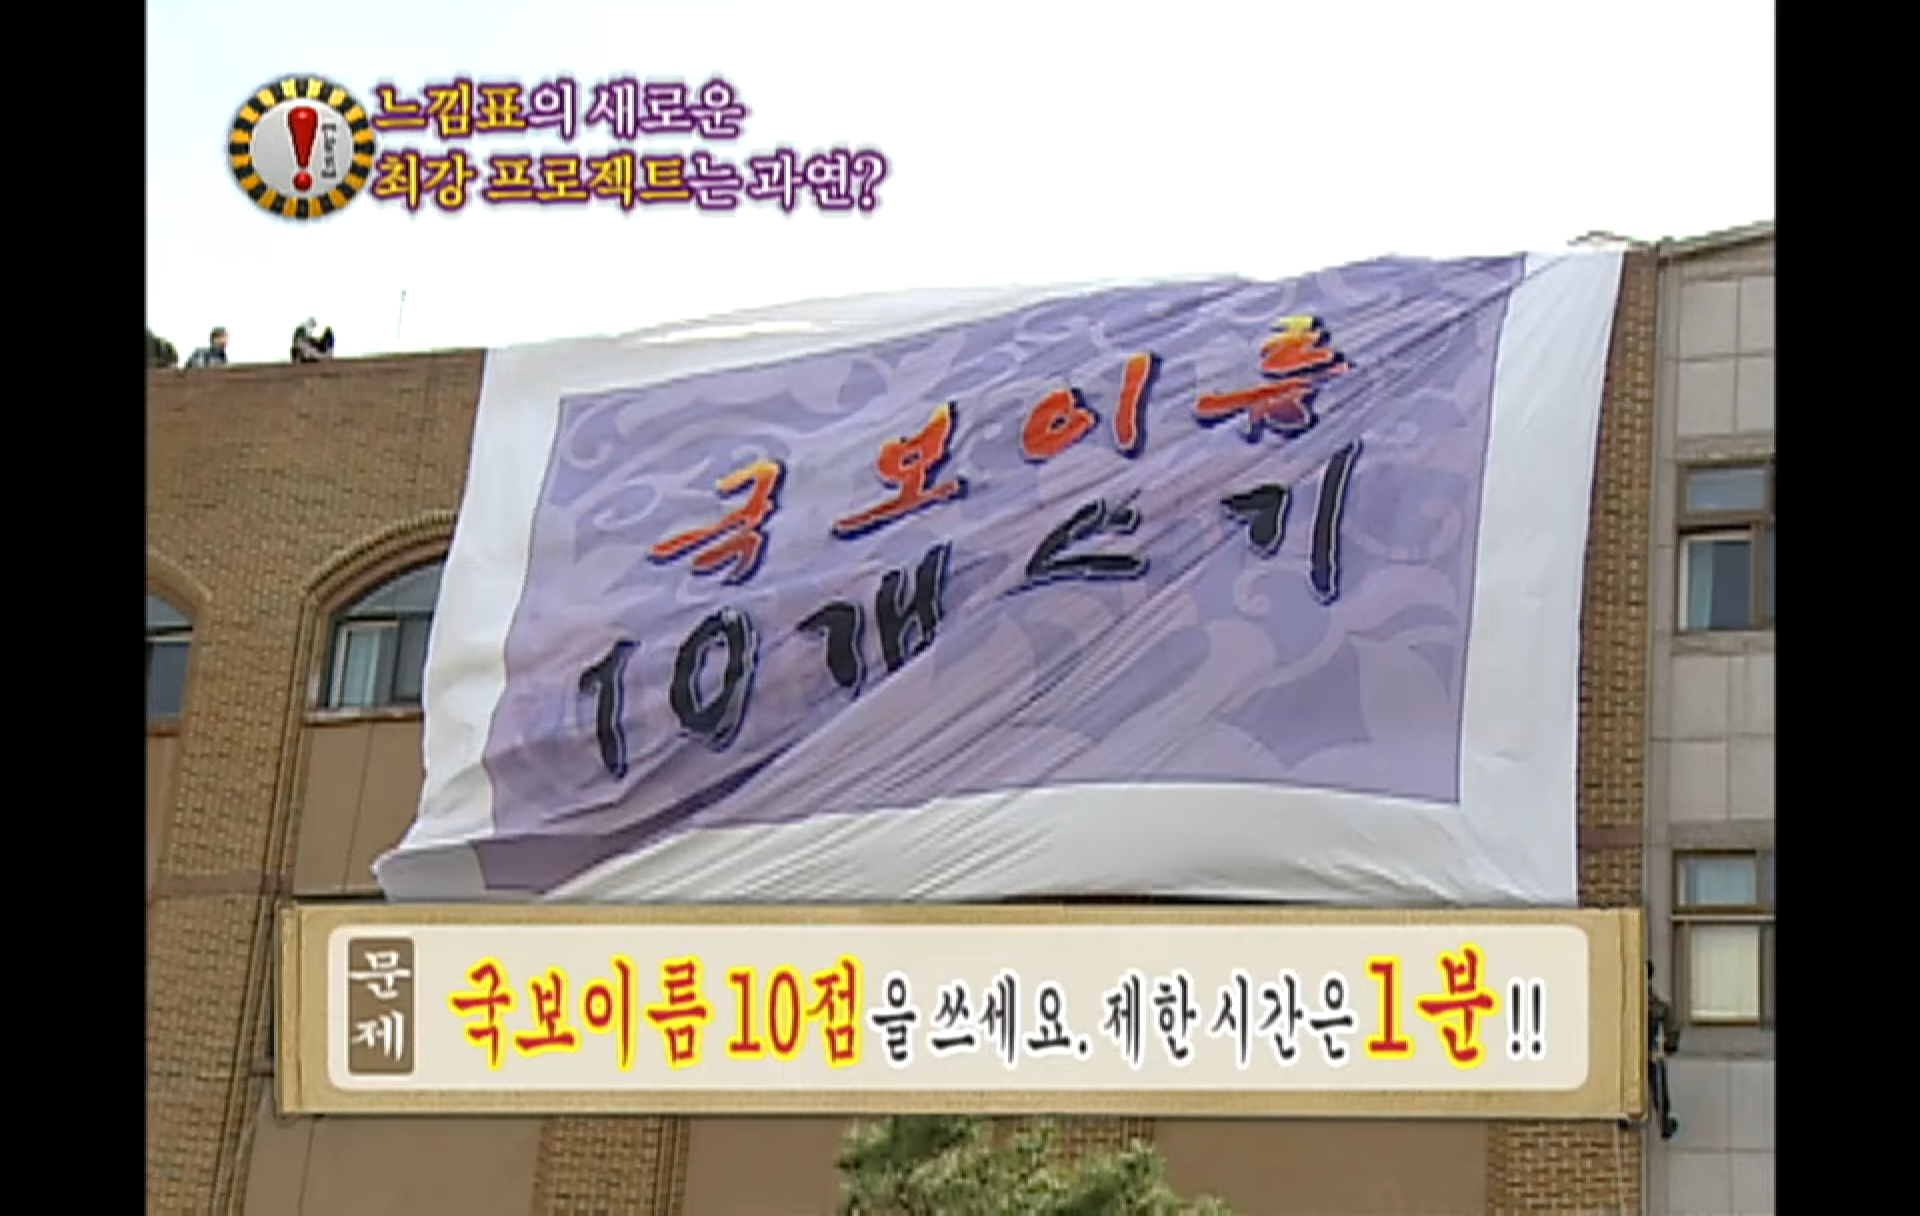 느낌표의 새로운
최강 프로젝트는 과연?
국보이름
10개 쓰기
문제
국보이름 10점을 쓰세요. 제한 시간은 1분!!